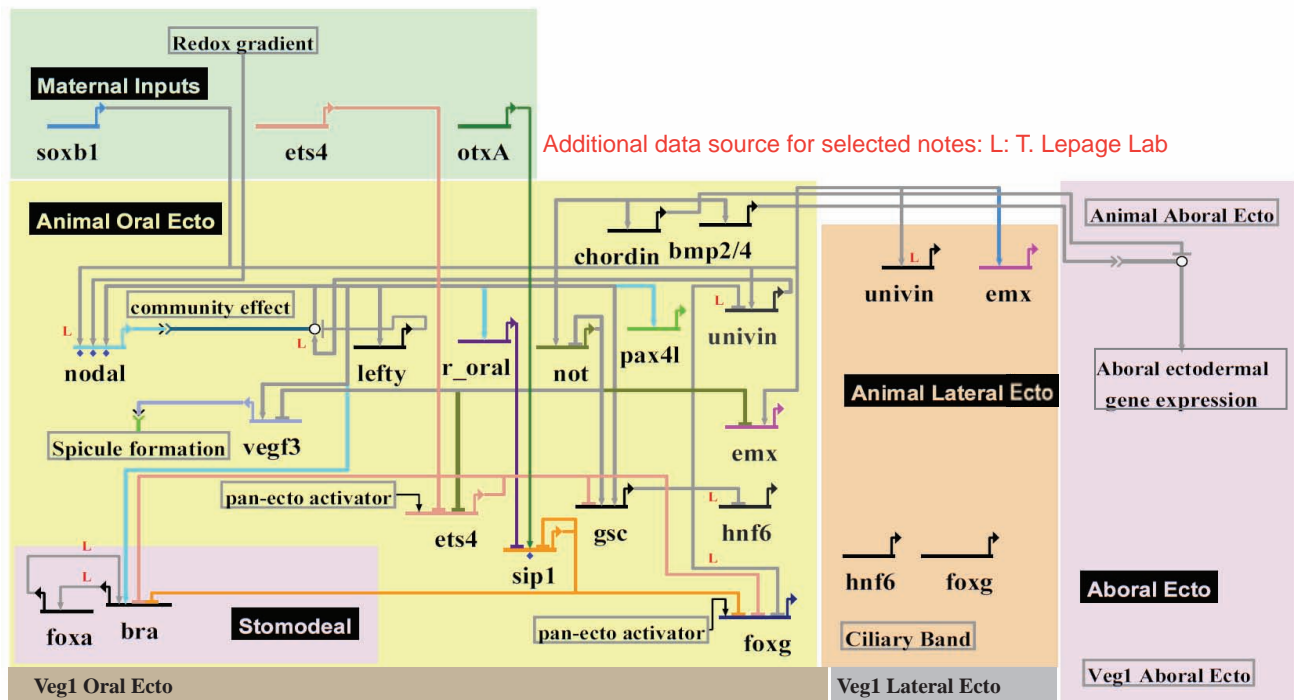 Redox gradient
Maternal Inputs
soxb1
ets4
otxA
Additional data source for selected notes: L: T. Lepage Lab
Animal Oral Ecto
chordin
bmp2/4
Animal Aboral Ecto
community effect
L
L
nodal
lefty
r_oral
not
pax4l
L
univin
L
univin
emx
Aboral ectodermal
gene expression
Spicule formation
vegf3
emx
Animal Lateral Ecto
pan-ecto activator
ets4
gsc
L
hnf6
sip1
L
L
L
foxa
bra
Stomodeal
pan-ecto activator
foxg
hnf6
foxg
Ciliary Band
Aboral Ecto
Veg1 Aboral Ecto
Veg1 Oral Ecto
Veg1 Lateral Ecto